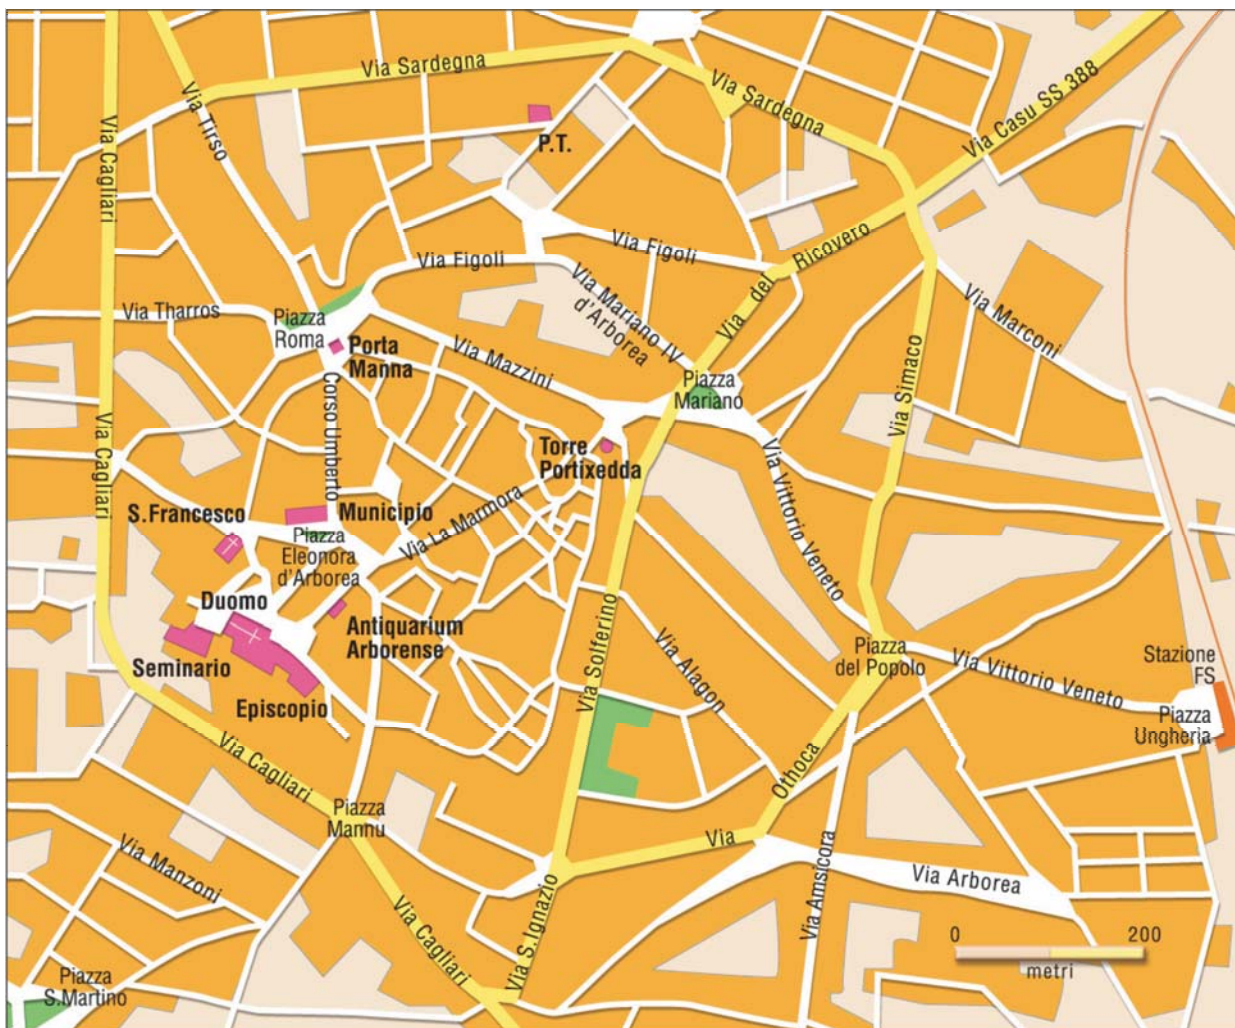 Via Sardegna
Via Tirso
Via Cagliari
P.T.
Via Sardegna
Via Casu SS 388
Via Figoli
Via Figoli
Via del Ricovero
Via Mariano IV
d'Arborea
Via Tharros
Piazza
Roma
Porta
Manna
Via Mazzini
Piazza
Mariano
Via Marconi
Via Simaco
Via Cagliari
Corso Umberto
Torre
Portixedda
Via Vittorio Veneto
S.Francesco
Municipio
Via La Marmora
Piazza
Eleonora
d'Arborea
Duomo
Antiquarium
Arborense
Seminario
Episcopio
Via Solferino
Via Alagon
Piazza
del Popolo
Via Vittorio Veneto
Stazione
FS
Piazza
Ungheria
Via Cagliari
Piazza
Mannu
Via Othoca
Via Manzoni
Via Amsicora
Via Arborea
Via Cagliari
Via S.Ignazio
Piazza
S.Martino
0 200
metri